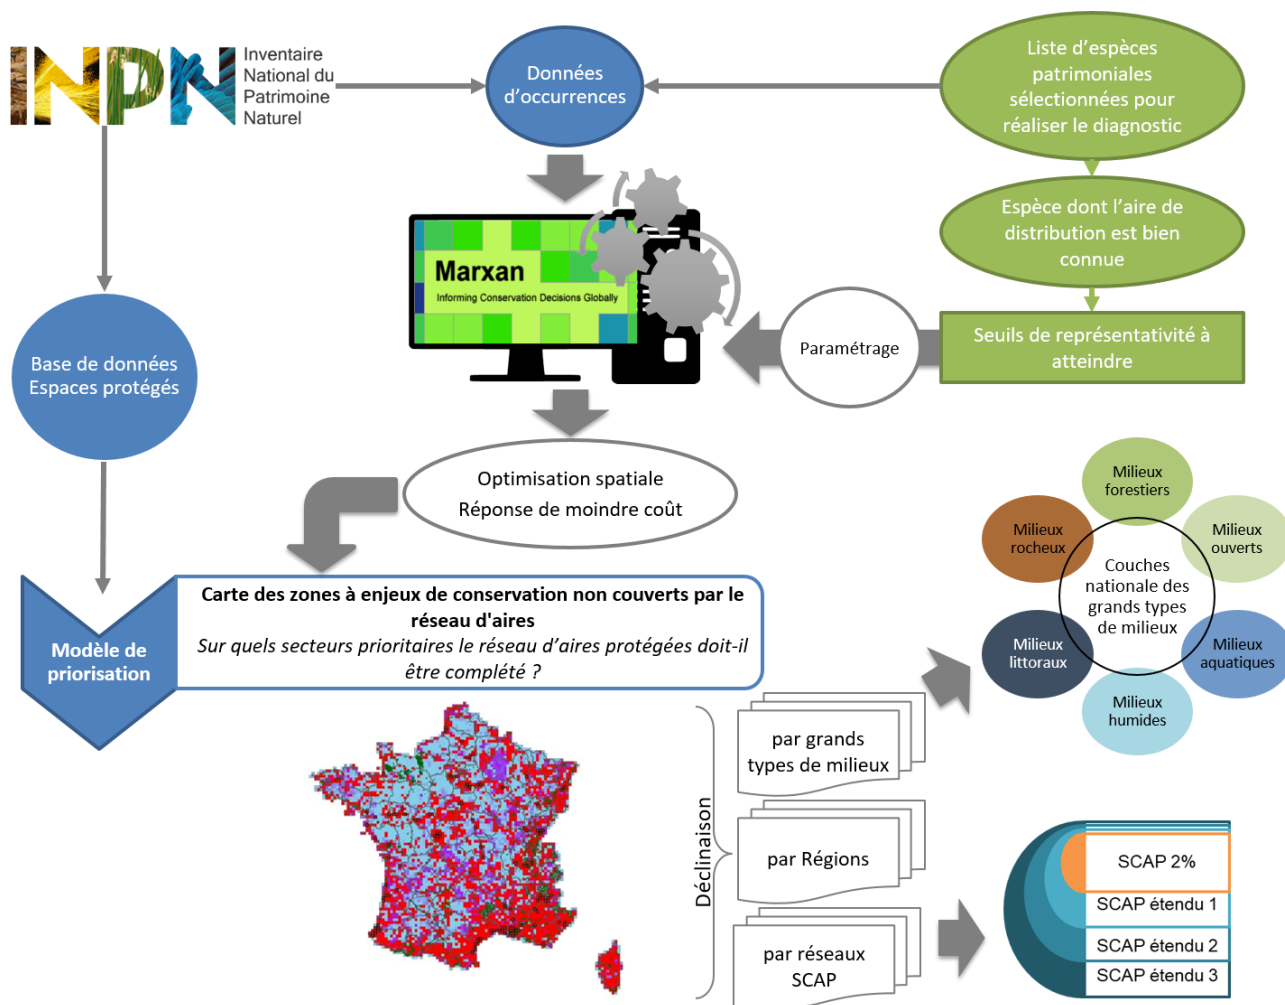 INPN
Inventaire
National du
Patrimoine
Naturel
Données
d'occurrences
Liste d'espèces
patrimoniales
sélectionnées pour
réaliser le diagnostic
Espèce dont l'aire de
distribution est bien
connue
Marxan
Informing Conservation Decisions Globally
Base de données
Espaces protégés
Paramétrage
Seuils de représentativité à
atteindre
Optimisation spatiale
Réponse de moindre coût
Milieux
forestiers
Milieux
rocheux
Milieux
ouverts
Couches
nationale des
grands types
de milieux
Milieux
littoraux
Milieux
aquatiques
Milieux
humides
Modèle de
priorisation
Carte des zones à enjeux de conservation non couverts par le
réseau d'aires
Sur quels secteurs prioritaires le réseau d'aires protégées doit-il
être complété ?
Déclinaison
par grands
types de milieux
par Régions
par réseaux
SCAP
SCAP 2%
SCAP étendu 1
SCAP étendu 2
SCAP étendu 3